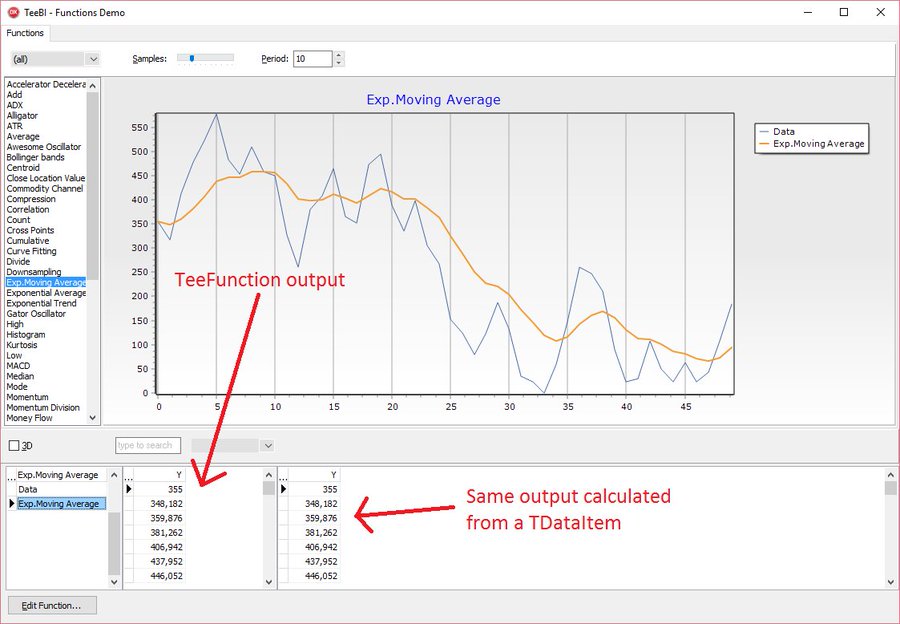 TeeBI - Functions Demo
Functions
(all)
Samples:
Period: 10
Accelerator Decelera
Add
ADX
Alligator
ATR
Average
Awesome Oscillator
Bollinger bands
Centroid
Close Location Value
Commodity Channel
Compression
Correlation
Count
Cross Points
Cumulative
Curve Fitting
Divide
Downsampling
Exp.Moving Average
Exponential Average
Exponential Trend
Gator Oscillator
High
Histogram
Kurtosis
Low
MACD
Median
Mode
Momentum
Momentum Division
Money Flow
Exp.Moving Average
550
500
450
400
350
300
250
200
150
100
50
0
0 5 10 15 20 25 30 35 40 45
Data
Exp.Moving Average
TeeFunction output
3D
type to search
... Exp.Moving Average
Data
Exp.Moving Average
... Y
355
348,182
359,876
381,262
406,942
437,952
446,052
... Y
355
348,182
359,876
381,262
406,942
437,952
446,052
Same output calculated
from a TDataItem
Edit Function...